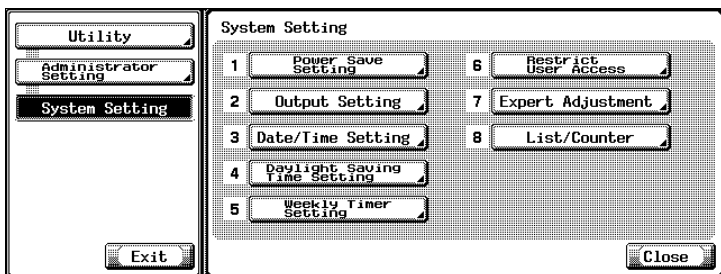 Utility
Administrator
Setting
System Setting
Exit
System Setting
1 Power Save
Setting
2 Output Setting
3 Date/Time Setting
4 Daylight Saving
Time Setting
5 Weekly Timer
Setting
6 Restrict
User Access
7 Expert Adjustment
8 List/Counter
Close